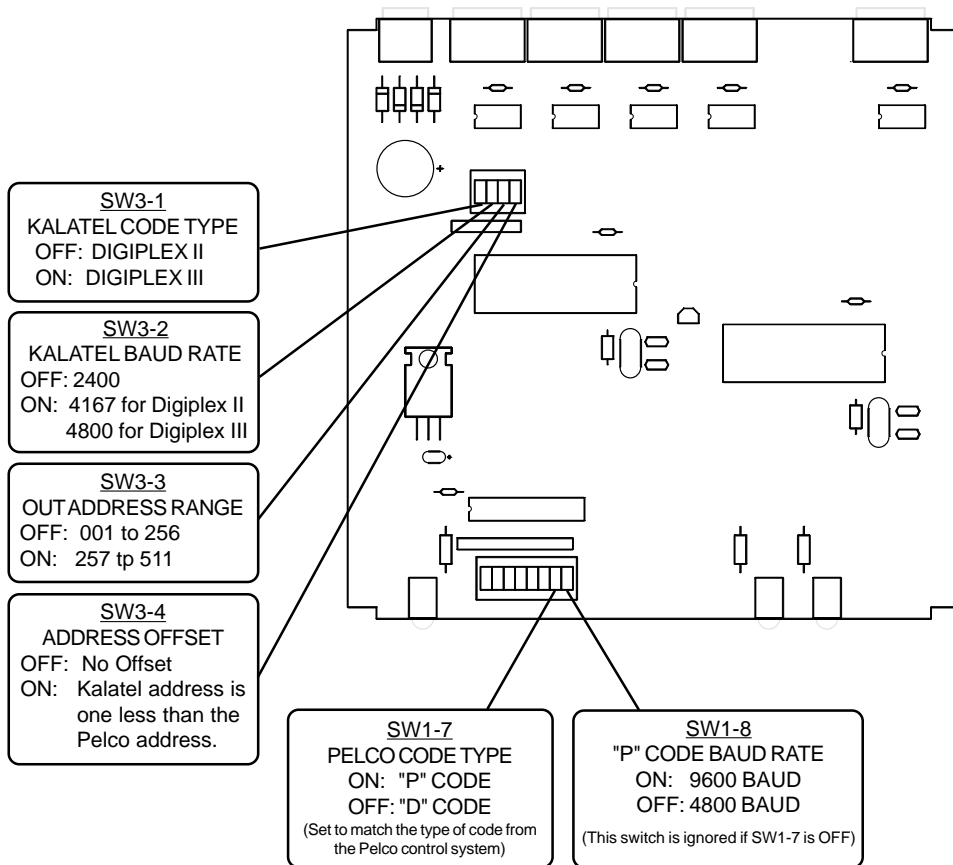 SW3-1
KALATEL CODE TYPE
OFF: DIGIPLEX II
ON: DIGIPLEX III
SW3-2
KALATEL BAUD RATE
OFF: 2400
ON: 4167 for Digiplex II
4800 for Digiplex III
SW3-3
OUT ADDRESS RANGE
OFF: 001 to 256
ON: 257 tp 511
SW3-4
ADDRESS OFFSET
OFF: No Offset
ON: Kalatel address is
one less than the
Pelco address.
SW1-7
PELCO CODE TYPE
ON: "P" CODE
OFF: "D" CODE
(Set to match the type of code from
the Pelco control system)
SW1-8
"P" CODE BAUD RATE
ON: 9600 BAUD
OFF: 4800 BAUD
(This switch is ignored if SW1-7 is OFF)